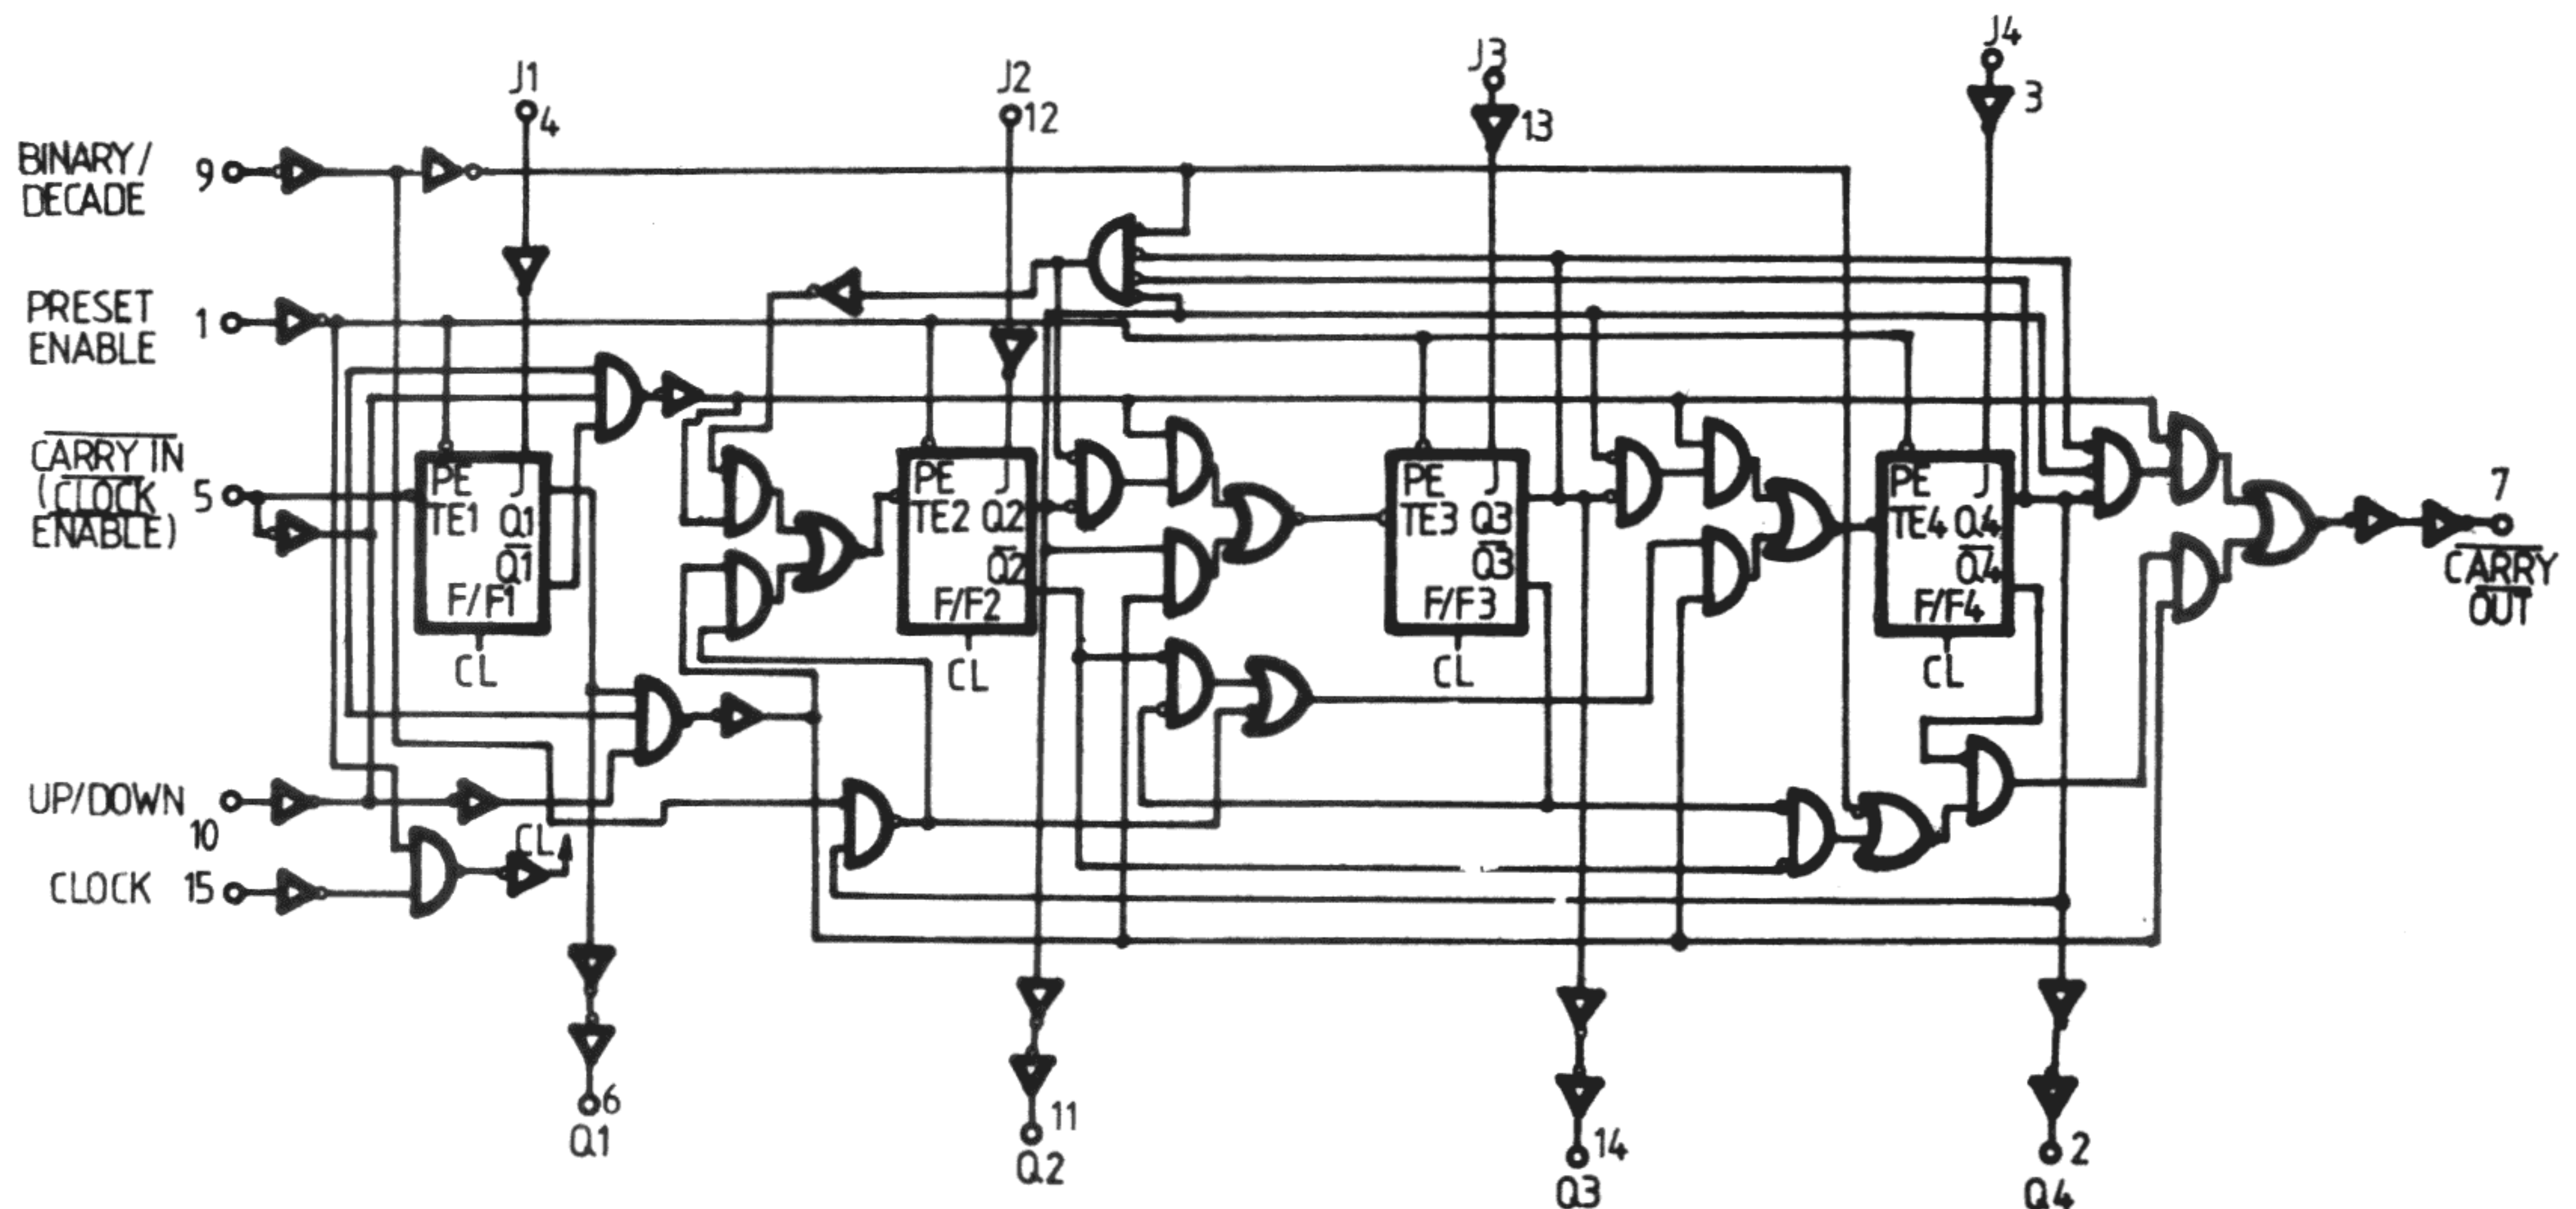 J1
4
J2
12
J3
13
J4
3
BINARY/
DECADE
9
PRESET
ENABLE
1
CARRY IN
(CLOCK
ENABLE)
5
PE
J
TE1 Q1
Q1
F/F1
CL
PE
J
TE2 Q2
Q2
F/F2
CL
PE
J
TE3 Q3
Q3
F/F3
CL
PE
J
TE4 Q4
Q4
F/F4
CL
7
CARRY
OUT
UP/DOWN
10
CL
CLOCK 15
6
Q1
11
Q2
14
Q3
2
Q4